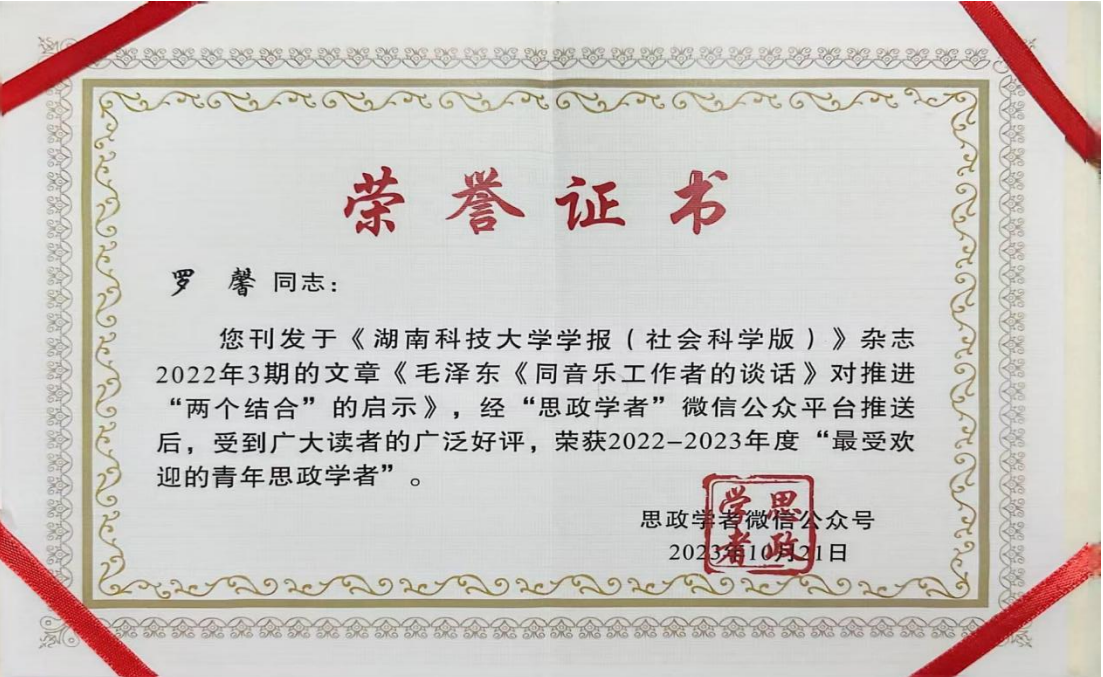 荣誉证书
罗馨同志：
您刊发于《湖南科技大学学报（社会科学版）》杂志
2022年3期的文章《毛泽东《同音乐工作者的谈话》对推进
“两个结合”的启示》，经“思政学者”微信公众平台推送
后，受到广大读者的广泛好评，荣获2022-2023年度“最受欢
迎的青年思政学者”。
思政学者微信公众号
2023年10月21日
思政
学者